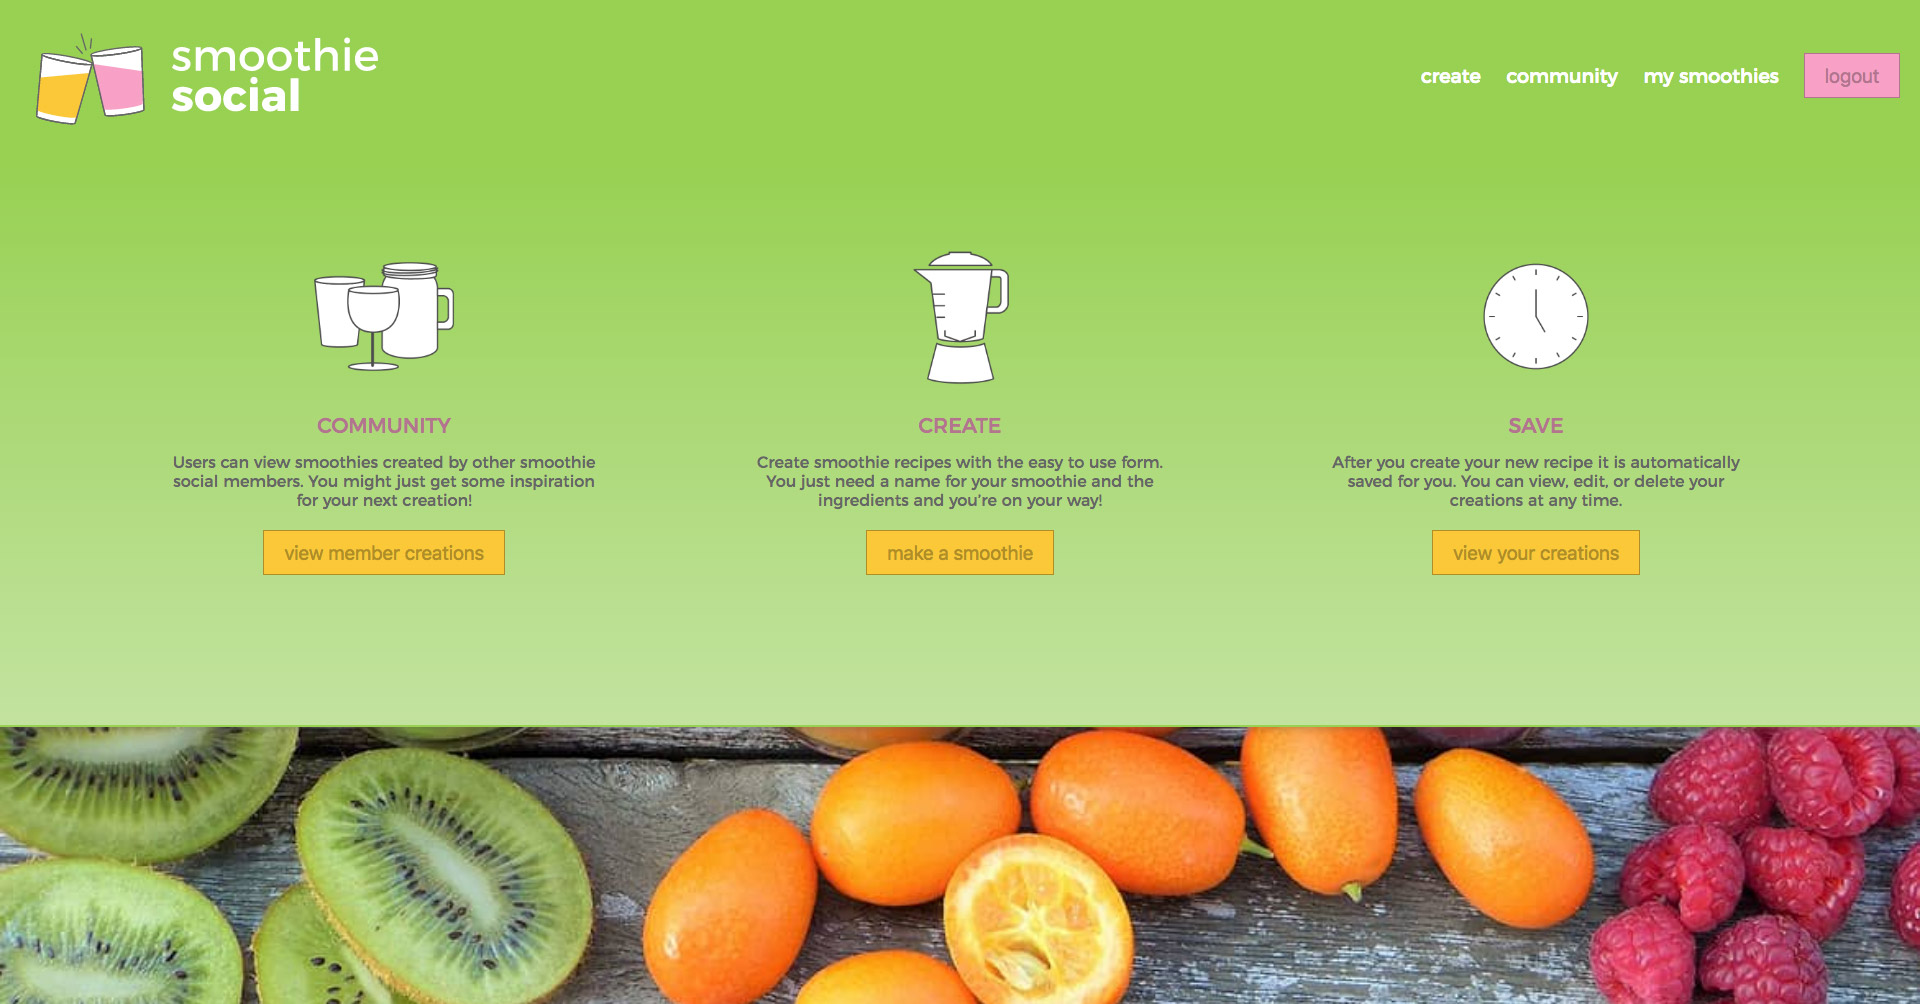 smoothie
social
create community my smoothies logout
COMMUNITY
Users can view smoothies created by other smoothie
social members. You might just get some inspiration
for your next creation!
view member creations
CREATE
Create smoothie recipes with the easy to use form.
You just need a name for your smoothie and the
ingredients and you're on your way!
make a smoothie
SAVE
After you create your new recipe it is automatically
saved for you. You can view, edit, or delete your
creations at any time.
view your creations